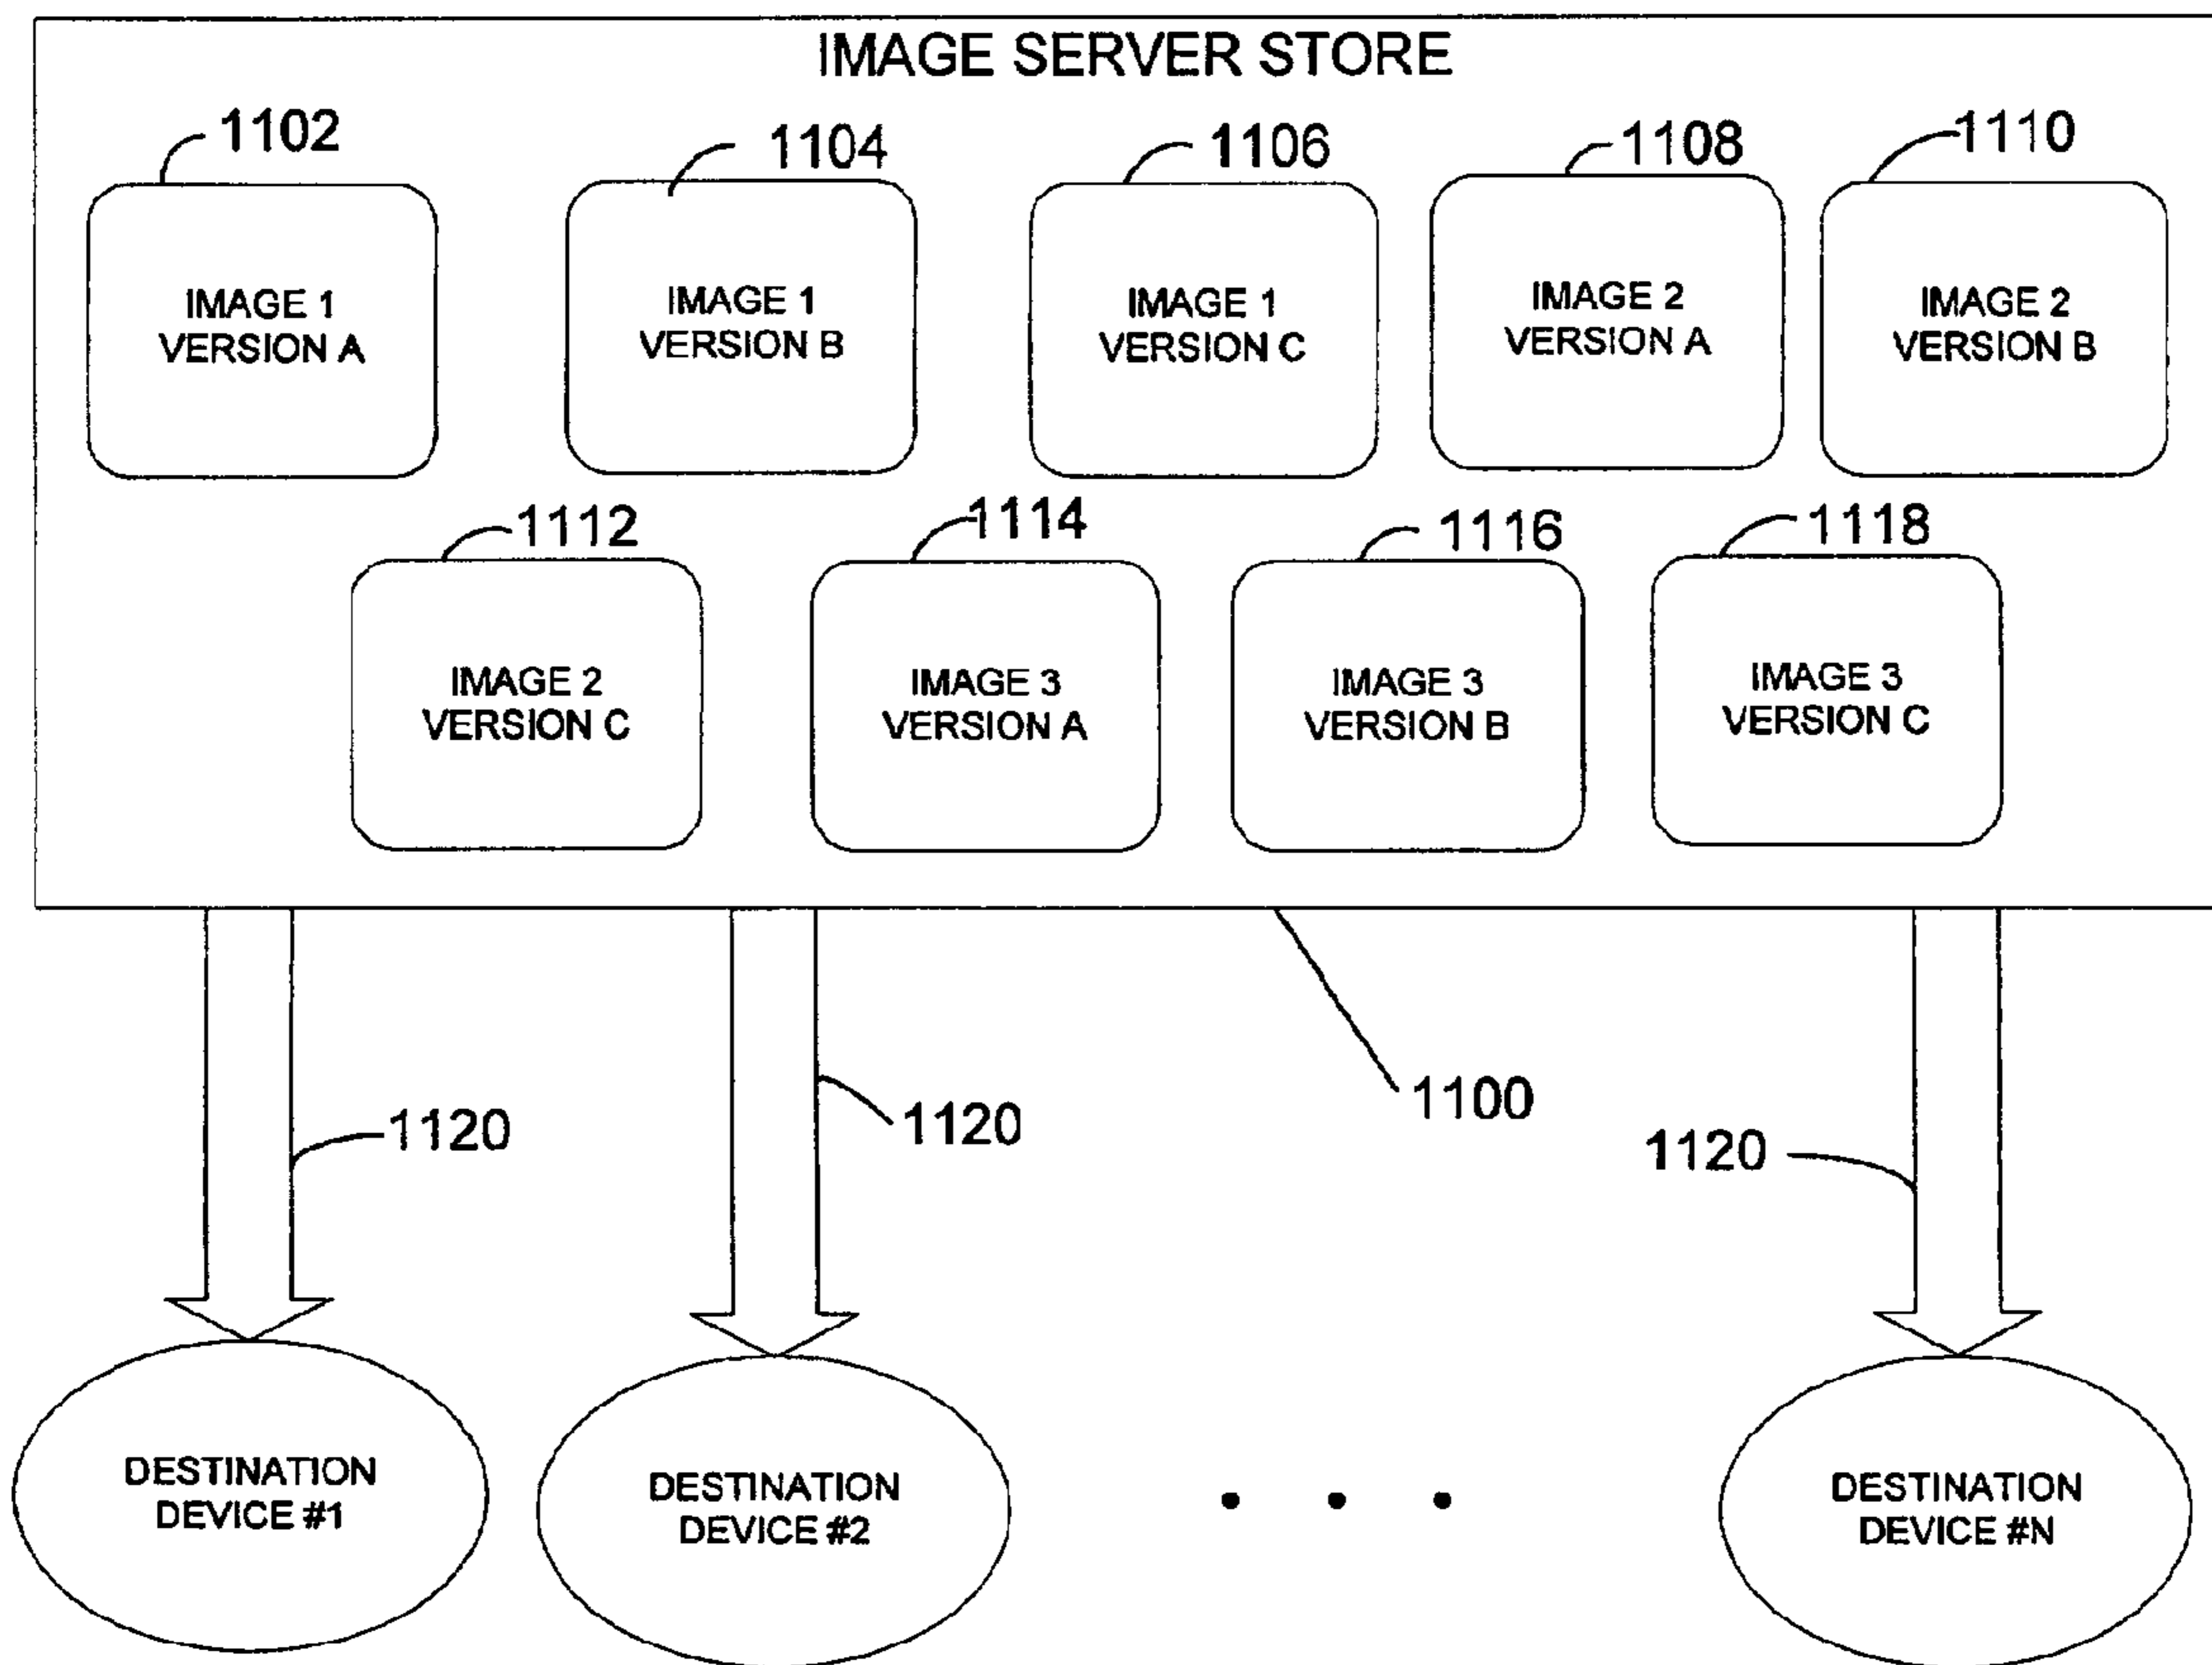 IMAGE SERVER STORE
1102
1104
1106
1108
1110
IMAGE 1
VERSION A
IMAGE 1
VERSION B
IMAGE 1
VERSION C
IMAGE 2
VERSION A
IMAGE 2
VERSION B
1112
1114
1116
1118
IMAGE 2
VERSION C
IMAGE 3
VERSION A
IMAGE 3
VERSION B
IMAGE 3
VERSION C
1120
1120
1100
1120
DESTINATION
DEVICE #1
DESTINATION
DEVICE #2
DESTINATION
DEVICE #N